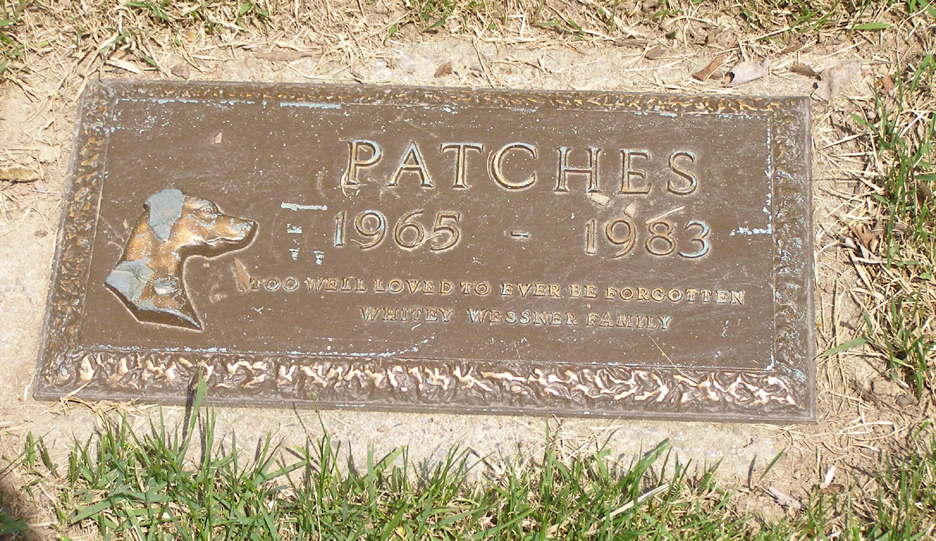 PATCHES
1965 - 1983
TOO WELL LOVED TO EVER BE FORGOTTEN
WHITEY WESSNER FAMILY